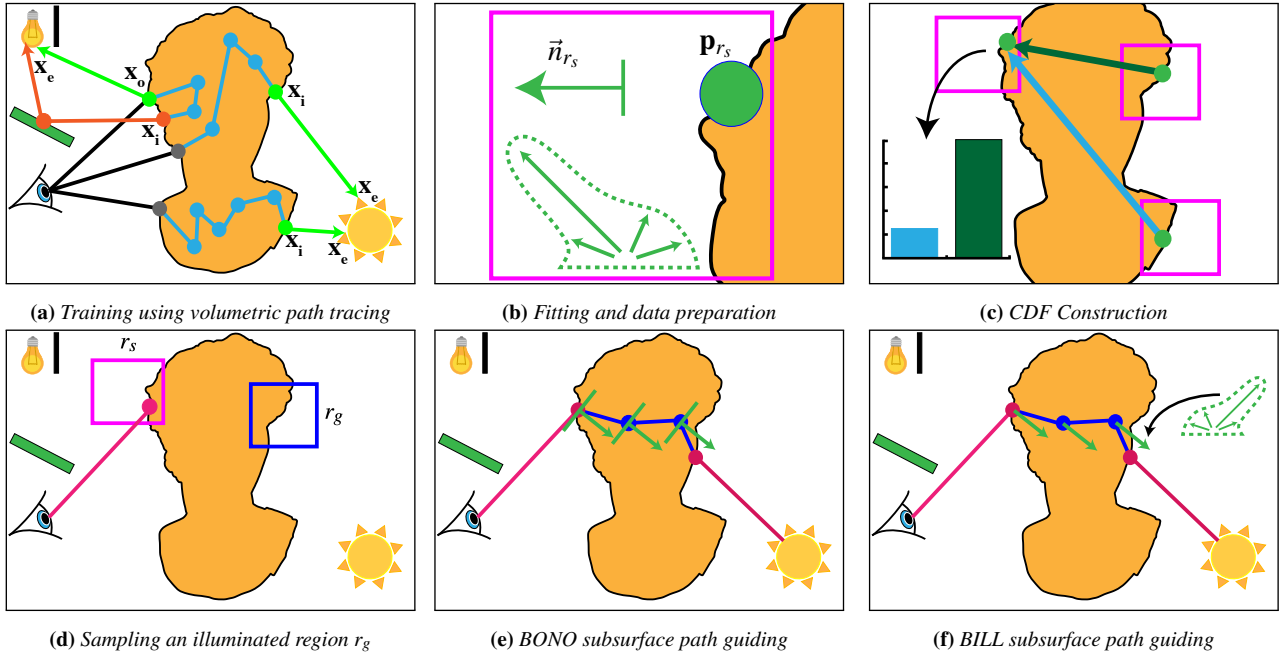 x_e
x_o
x_i
x_i
x_e
x_i
x_e
(a) Training using volumetric path tracing
\vec{n}_{r_s}
p_{r_s}
(b) Fitting and data preparation
(c) CDF Construction
r_s
r_g
(d) Sampling an illuminated region r_g
(e) BONO subsurface path guiding
(f) BILL subsurface path guiding